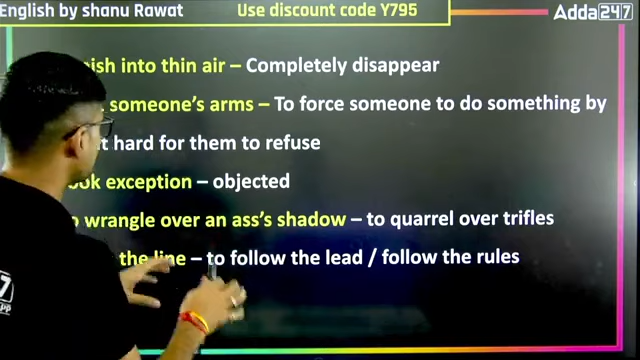 English by shanu Rawat
Use discount code Y795
Adda247
into thin air – Completely disappear
someone's arms – To force someone to do something by
hard for them to refuse
exception – objected
wrangle over an ass's shadow – to quarrel over trifles
the line – to follow the lead / follow the rules
7